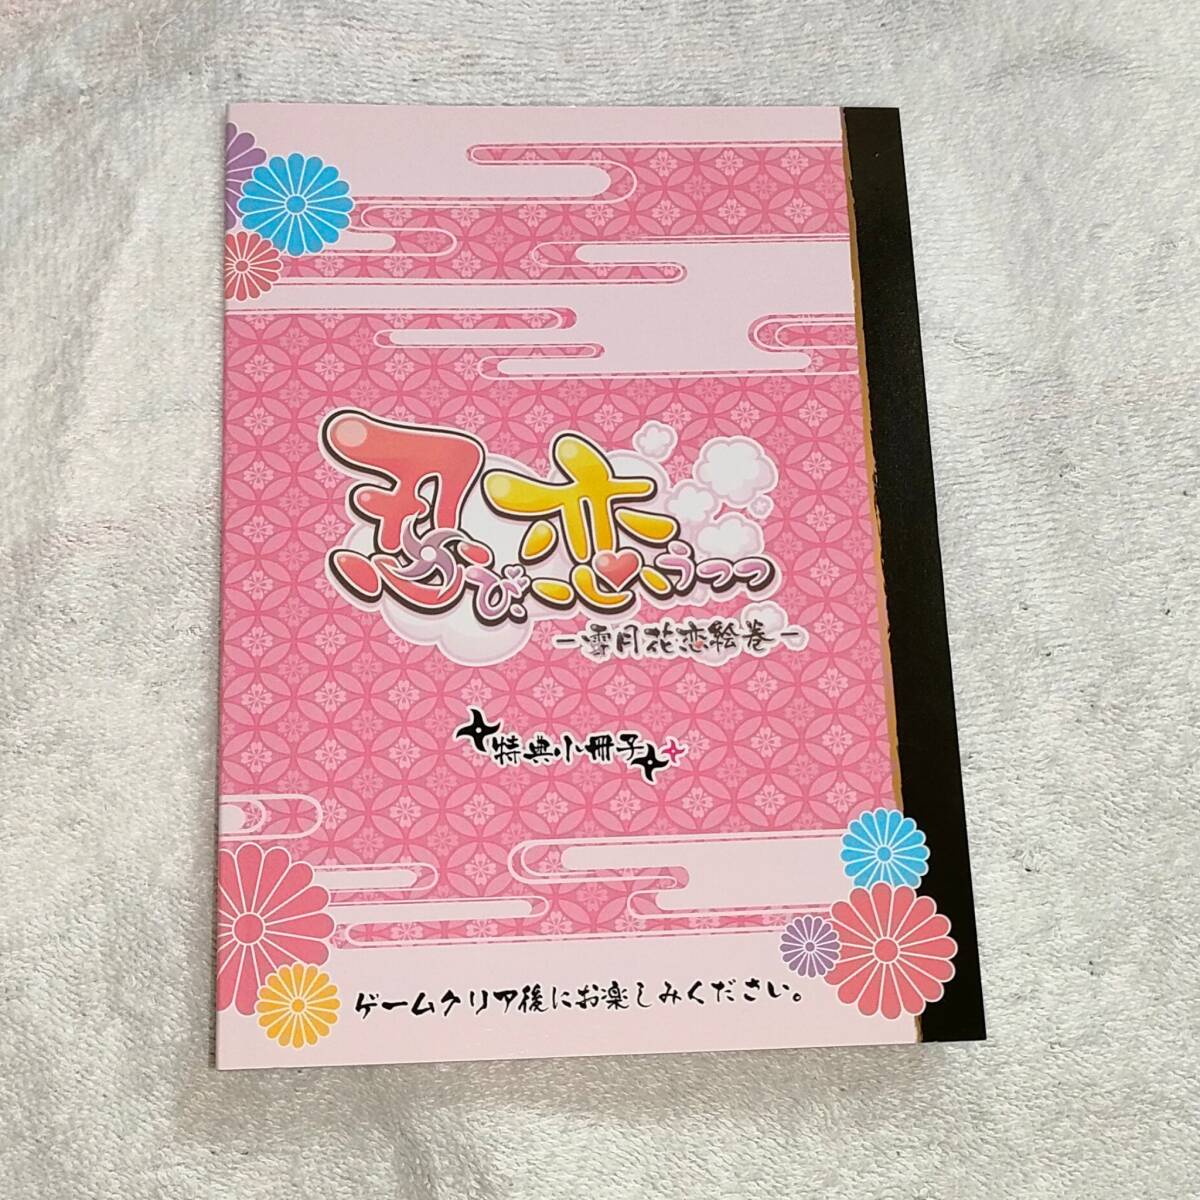 忍び、恋うつつ
－雪月花恋絵巻－
特典小冊子
ゲームクリア後にお楽しみください。